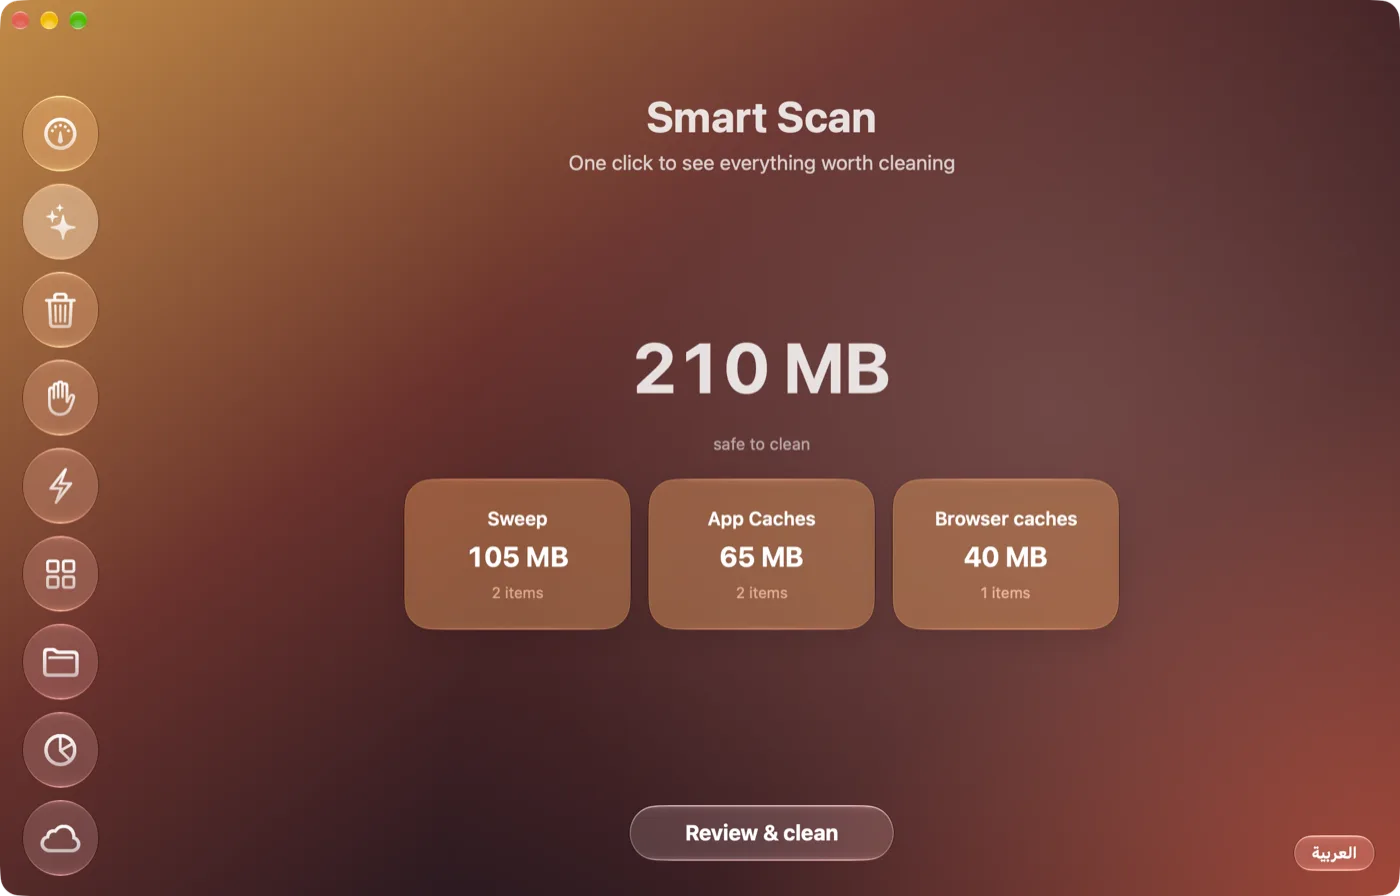 Smart Scan
One click to see everything worth cleaning
210 MB
safe to clean
Sweep
105 MB
2 items
App Caches
65 MB
2 items
Browser caches
40 MB
1 items
Review & clean
العربية